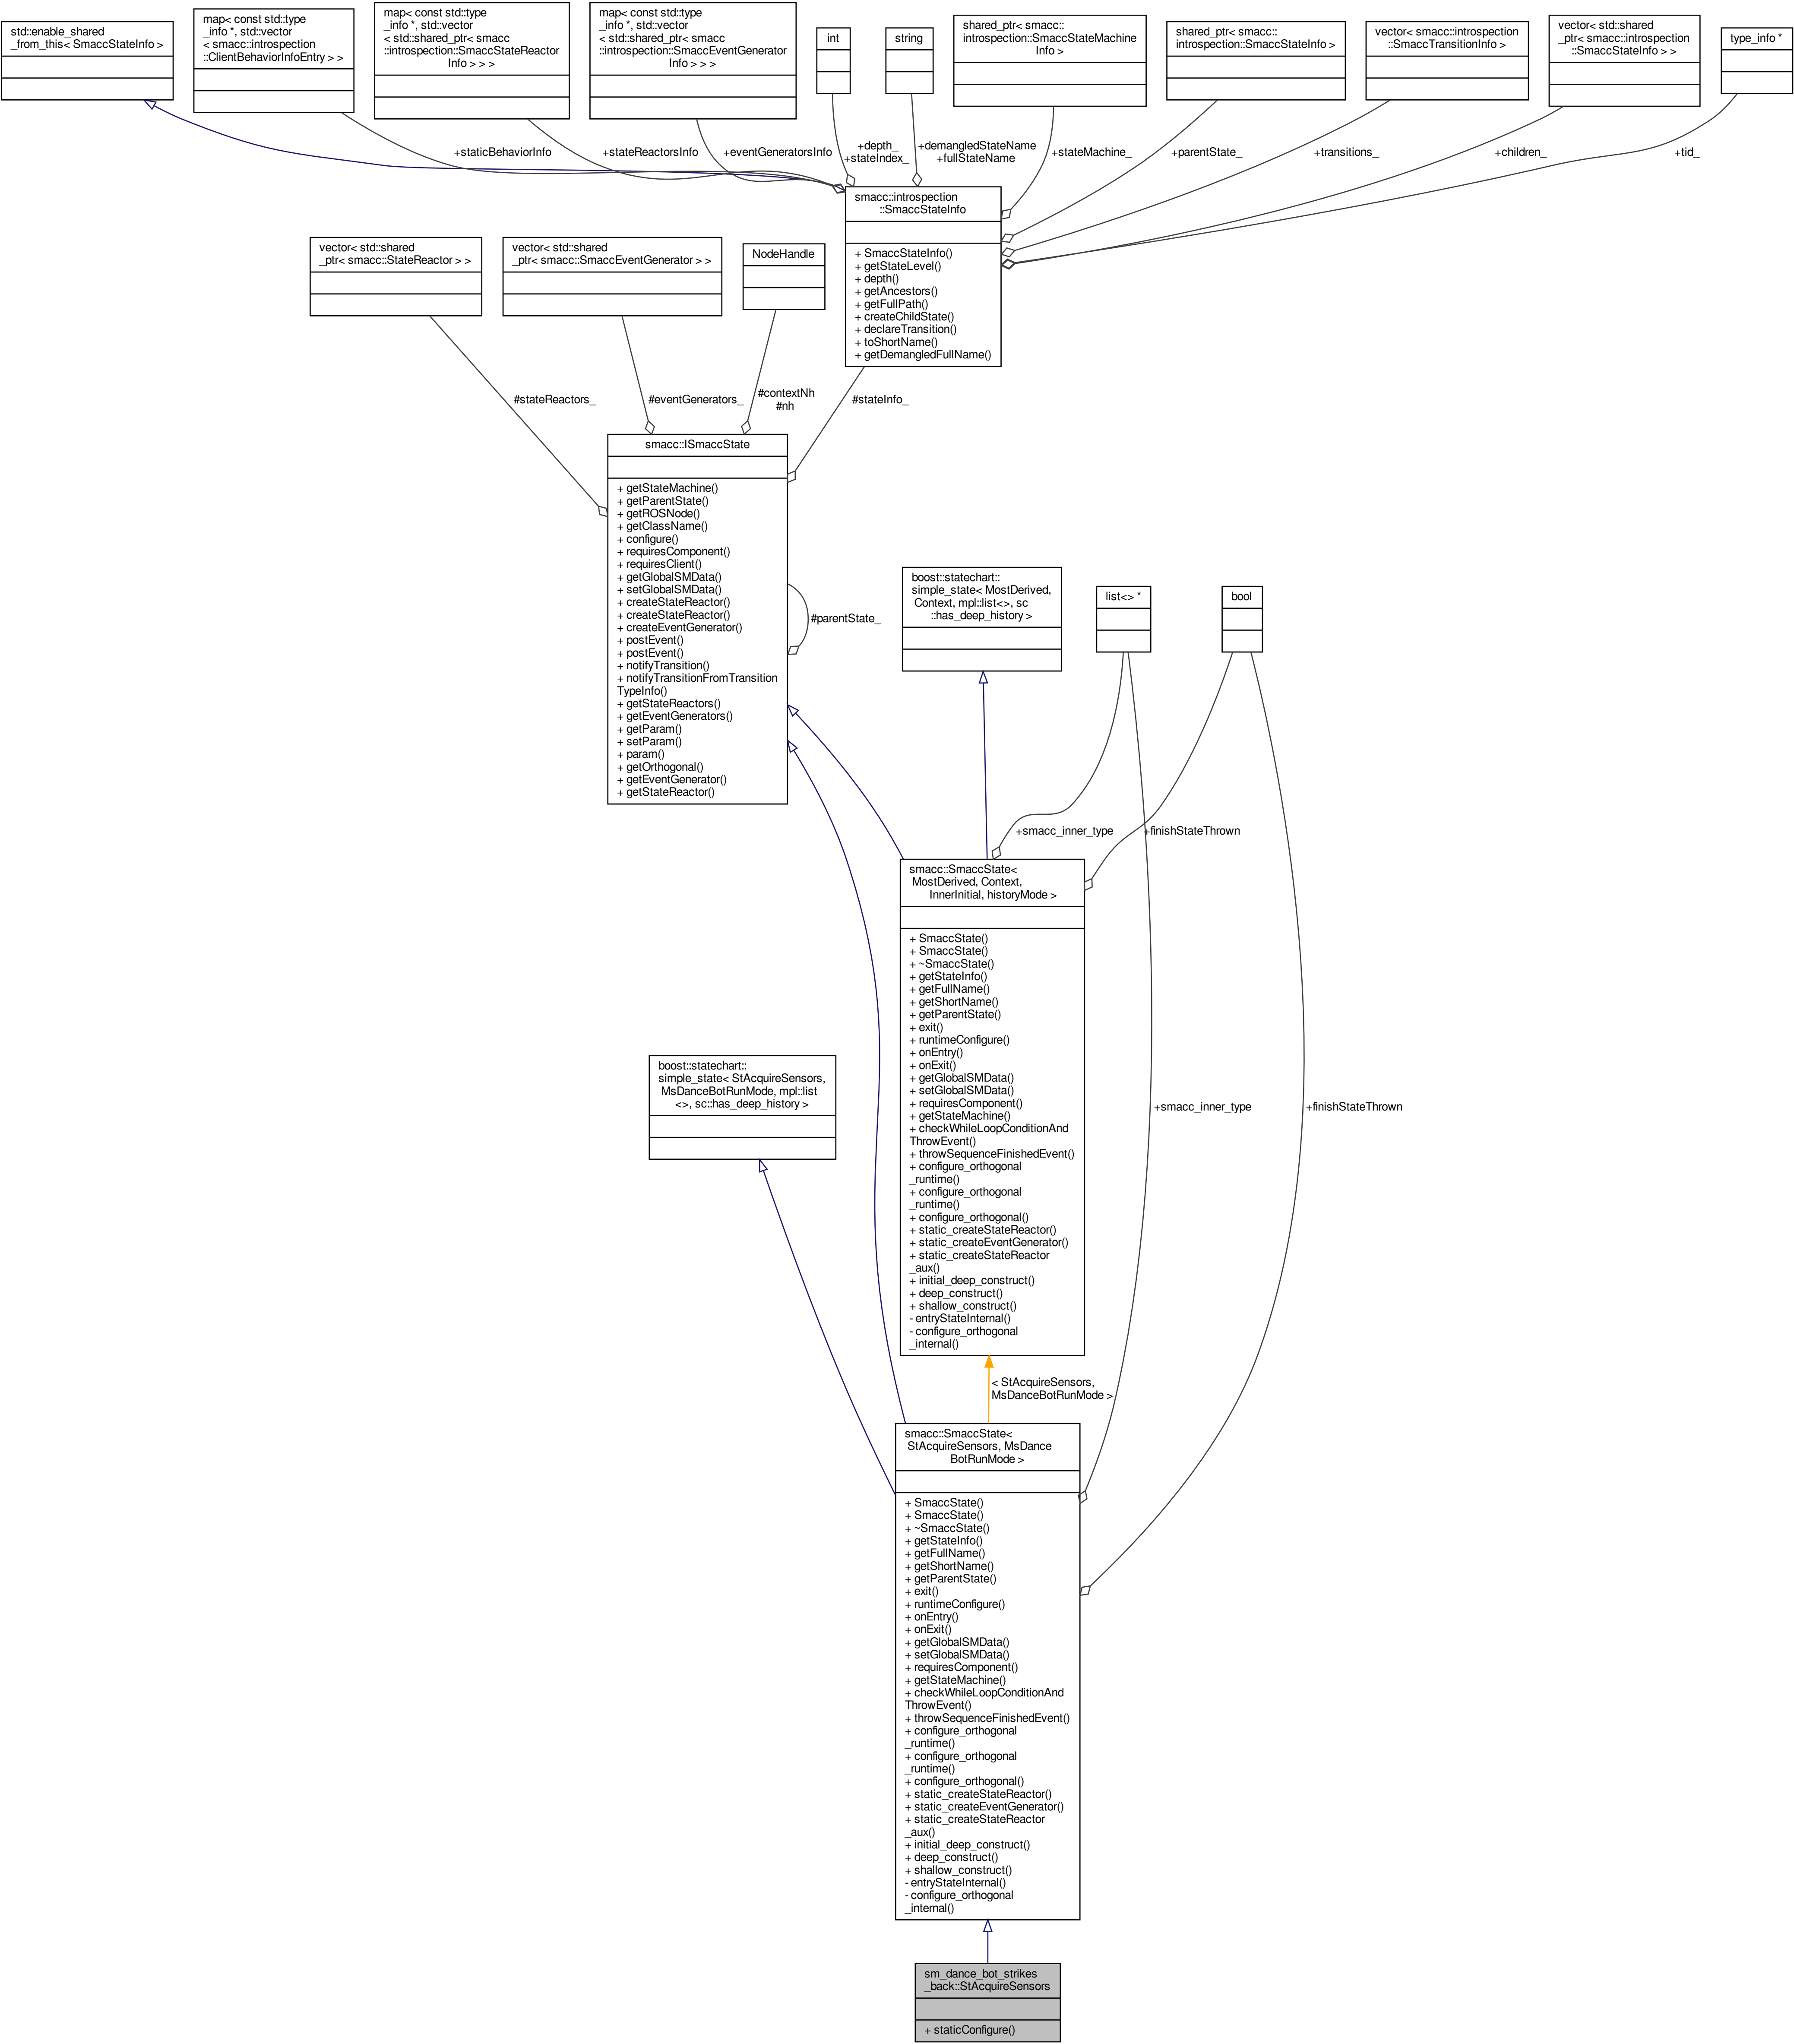 std::enable_shared
_from_this< SmaccStateInfo >
map< const std::type
_info *, std::vector
< smacc::introspection
::ClientBehaviorInfoEntry > >
map< const std::type
_info *, std::vector
< std::shared_ptr< smacc
::introspection::SmaccStateReactor
Info > > >
map< const std::type
_info *, std::vector
< std::shared_ptr< smacc
::introspection::SmaccEventGenerator
Info > > >
int
string
shared_ptr< smacc::
introspection::SmaccStateMachine
Info >
shared_ptr< smacc::
introspection::SmaccStateInfo >
vector< smacc::introspection
::SmaccTransitionInfo >
vector< std::shared
_ptr< smacc::introspection
::SmaccStateInfo > >
type_info *
+staticBehaviorInfo
+stateReactorsInfo
+eventGeneratorsInfo
+depth_
+stateIndex_
+demangledStateName
+fullStateName
+stateMachine_
+parentState_
+transitions_
+children_
+tid_
smacc::introspection
::SmaccStateInfo
+ SmaccStateInfo()
+ getStateLevel()
+ depth()
+ getAncestors()
+ getFullPath()
+ createChildState()
+ declareTransition()
+ toShortName()
+ getDemangledFullName()
vector< std::shared
_ptr< smacc::StateReactor > >
vector< std::shared
_ptr< smacc::SmaccEventGenerator > >
NodeHandle
#stateReactors_
#eventGenerators_
#contextNh
#nh
#stateInfo_
smacc::ISmaccState
+ getStateMachine()
+ getParentState()
+ getROSNode()
+ getClassName()
+ configure()
+ requiresComponent()
+ requiresClient()
+ getGlobalSMData()
+ setGlobalSMData()
+ createStateReactor()
+ createStateReactor()
+ createEventGenerator()
+ postEvent()
+ postEvent()
+ notifyTransition()
+ notifyTransitionFromTransition
TypeInfo()
+ getStateReactors()
+ getEventGenerators()
+ getParam()
+ setParam()
+ param()
+ getOrthogonal()
+ getEventGenerator()
+ getStateReactor()
#parentState_
boost::statechart::
simple_state< MostDerived,
Context, mpl::list<>, sc
::has_deep_history >
list<> *
bool
+smacc_inner_type
+finishStateThrown
smacc::SmaccState<
MostDerived, Context,
InnerInitial, historyMode >
+ SmaccState()
+ SmaccState()
+ ~SmaccState()
+ getStateInfo()
+ getFullName()
+ getShortName()
+ getParentState()
+ exit()
+ runtimeConfigure()
+ onEntry()
+ onExit()
+ getGlobalSMData()
+ setGlobalSMData()
+ requiresComponent()
+ getStateMachine()
+ checkWhileLoopConditionAnd
ThrowEvent()
+ throwSequenceFinishedEvent()
+ configure_orthogonal
_runtime()
+ configure_orthogonal
_runtime()
+ configure_orthogonal()
+ static_createStateReactor()
+ static_createEventGenerator()
+ static_createStateReactor
_aux()
+ initial_deep_construct()
+ deep_construct()
+ shallow_construct()
- entryStateInternal()
- configure_orthogonal
_internal()
boost::statechart::
simple_state< StAcquireSensors,
MsDanceBotRunMode, mpl::list
<>, sc::has_deep_history >
+smacc_inner_type
+finishStateThrown
< StAcquireSensors,
MsDanceBotRunMode >
smacc::SmaccState<
StAcquireSensors, MsDance
BotRunMode >
+ SmaccState()
+ SmaccState()
+ ~SmaccState()
+ getStateInfo()
+ getFullName()
+ getShortName()
+ getParentState()
+ exit()
+ runtimeConfigure()
+ onEntry()
+ onExit()
+ getGlobalSMData()
+ setGlobalSMData()
+ requiresComponent()
+ getStateMachine()
+ checkWhileLoopConditionAnd
ThrowEvent()
+ throwSequenceFinishedEvent()
+ configure_orthogonal
_runtime()
+ configure_orthogonal
_runtime()
+ configure_orthogonal()
+ static_createStateReactor()
+ static_createEventGenerator()
+ static_createStateReactor
_aux()
+ initial_deep_construct()
+ deep_construct()
+ shallow_construct()
- entryStateInternal()
- configure_orthogonal
_internal()
sm_dance_bot_strikes
_back::StAcquireSensors
+ staticConfigure()